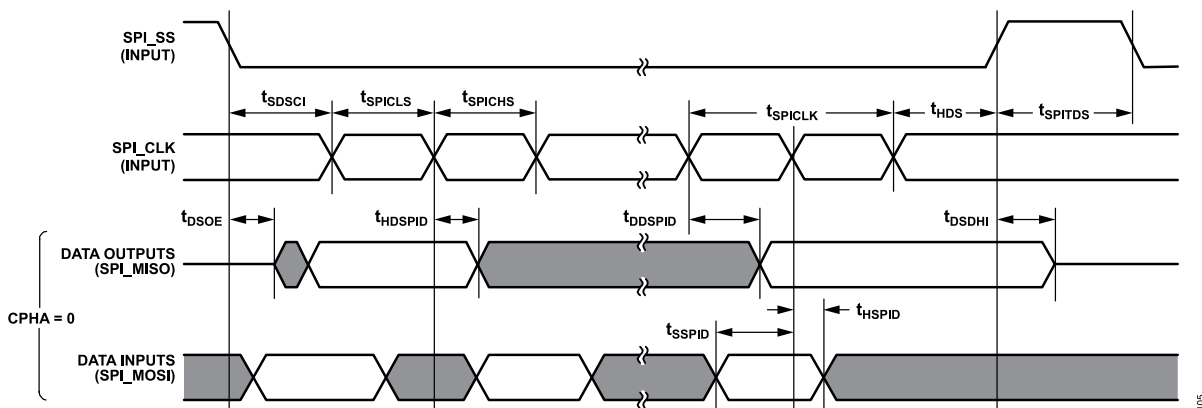 SPI_SS
(INPUT)
tSDSCI
tSPICLS
tSPICHS
tSPICLK
tHDS
tSPITDS
SPI_CLK
(INPUT)
tDSOE
tHDSPID
tDDSPID
tDSDHI
DATA OUTPUTS
(SPI_MISO)
CPHA = 0
tSSPID
tHSPID
DATA INPUTS
(SPI_MOSI)